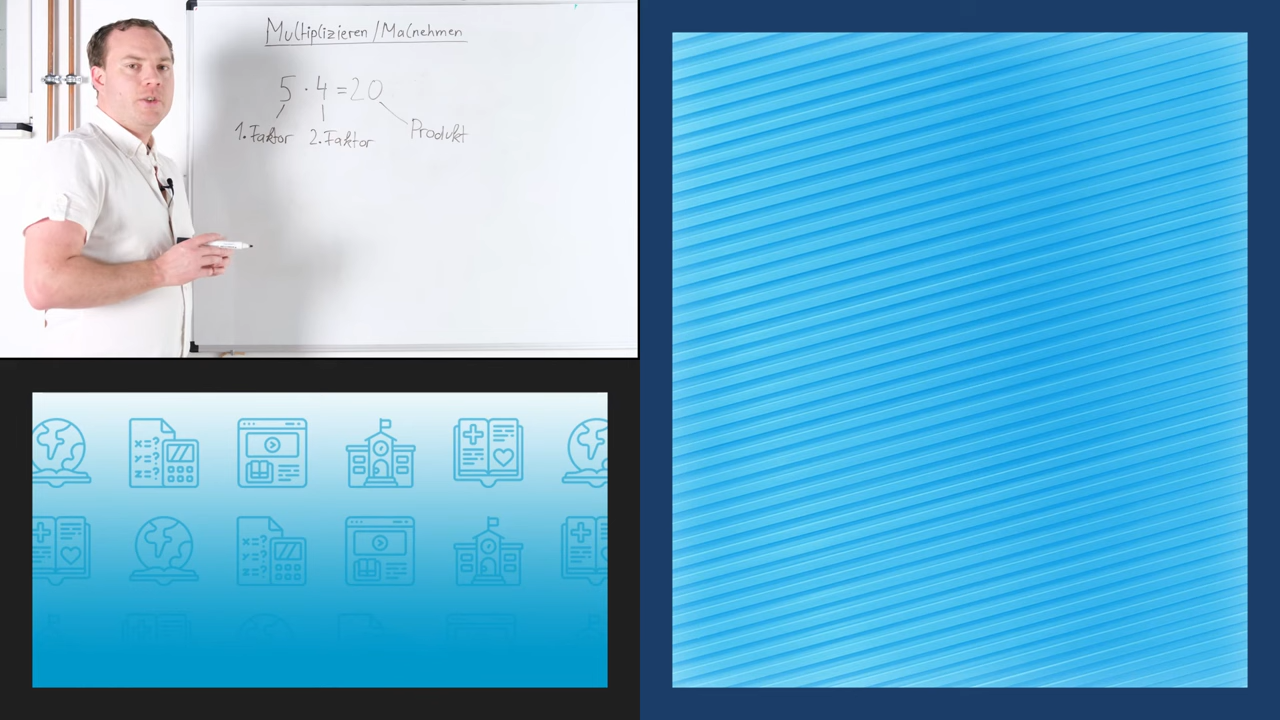 Multiplizieren / Malnehmen
5 · 4 = 20
1. Faktor 2. Faktor Produkt
x=?
y=?
z=?
x=?
y=?
z=?